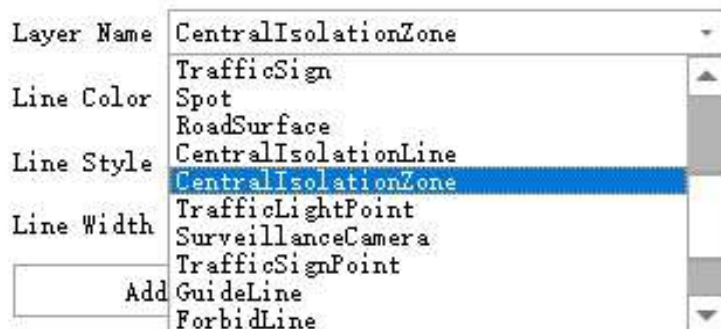 Layer Name CentralIsolationZone
TrafficSign
Line Color Spot
RoadSurface
CentralIsolationLine
Line Style
CentralIsolationZone
TrafficLightPoint
Line Width
SurveillanceCamera
TrafficSignPoint
Add GuideLine
ForbidLine